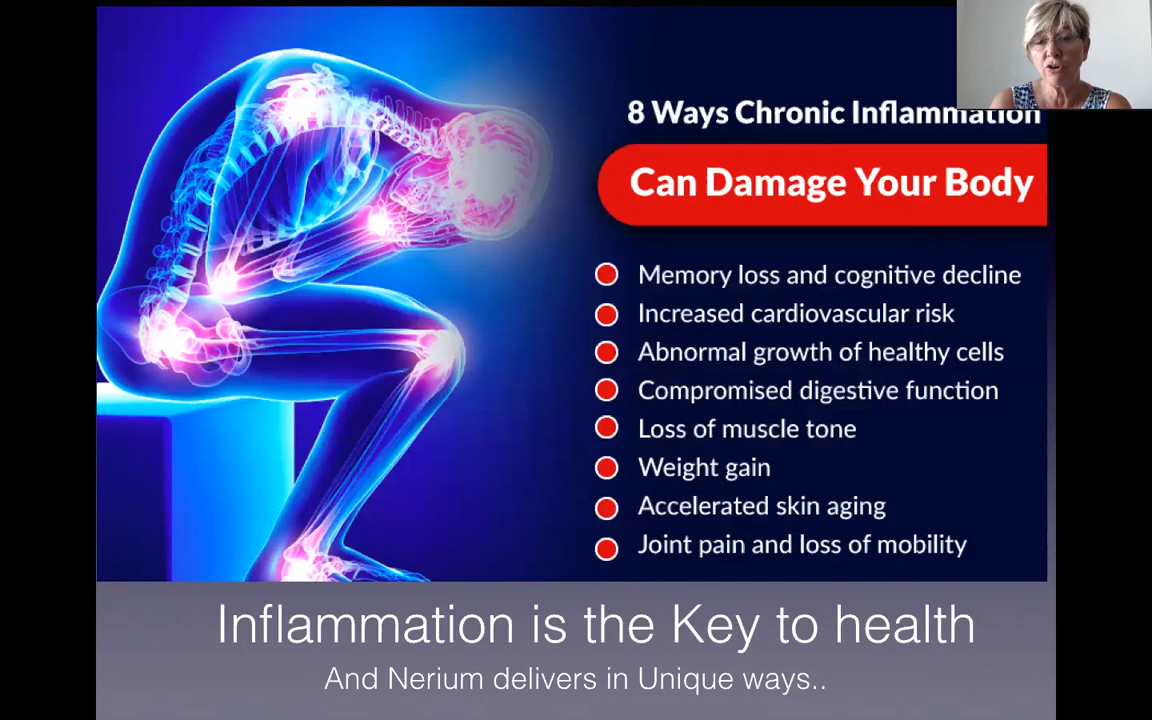 8 Ways Chronic Inflammation
Can Damage Your Body
Memory loss and cognitive decline
Increased cardiovascular risk
Abnormal growth of healthy cells
Compromised digestive function
Loss of muscle tone
Weight gain
Accelerated skin aging
Joint pain and loss of mobility
Inflammation is the Key to health
And Nerium delivers in Unique ways..